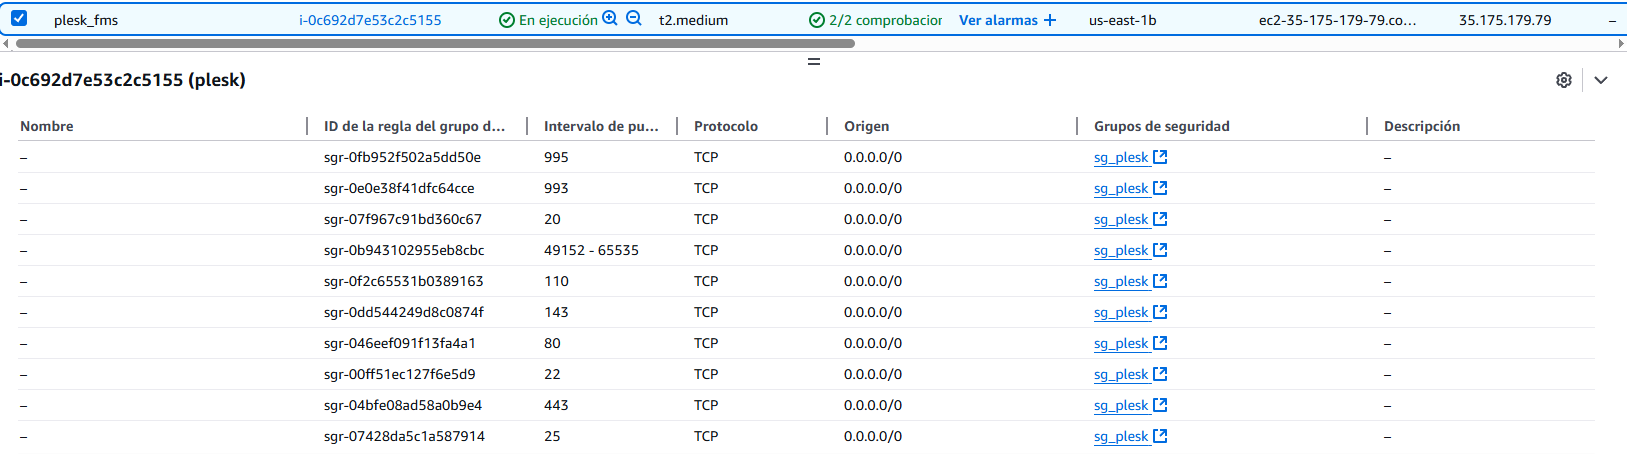 plesk_fms i-0c692d7e53c2c5155 En ejecución t2.medium 2/2 comprobacior Ver alarmas + us-east-1b ec2-35-175-179-79.co... 35.175.179.79 –
i-0c692d7e53c2c5155 (plesk)
Nombre ID de la regla del grupo d... Intervalo de pu... Protocolo Origen Grupos de seguridad Descripción
– sgr-0fb952f502a5dd50e 995 TCP 0.0.0.0/0 sg_plesk –
– sgr-0e0e38f41dfc64cce 993 TCP 0.0.0.0/0 sg_plesk –
– sgr-07f967c91bd360c67 20 TCP 0.0.0.0/0 sg_plesk –
– sgr-0b943102955eb8cbc 49152 - 65535 TCP 0.0.0.0/0 sg_plesk –
– sgr-0f2c65531b0389163 110 TCP 0.0.0.0/0 sg_plesk –
– sgr-0dd544249d8c0874f 143 TCP 0.0.0.0/0 sg_plesk –
– sgr-046eef091f13fa4a1 80 TCP 0.0.0.0/0 sg_plesk –
– sgr-00ff51ec127f6e5d9 22 TCP 0.0.0.0/0 sg_plesk –
– sgr-04bfe08ad58a0b9e4 443 TCP 0.0.0.0/0 sg_plesk –
– sgr-07428da5c1a587914 25 TCP 0.0.0.0/0 sg_plesk –